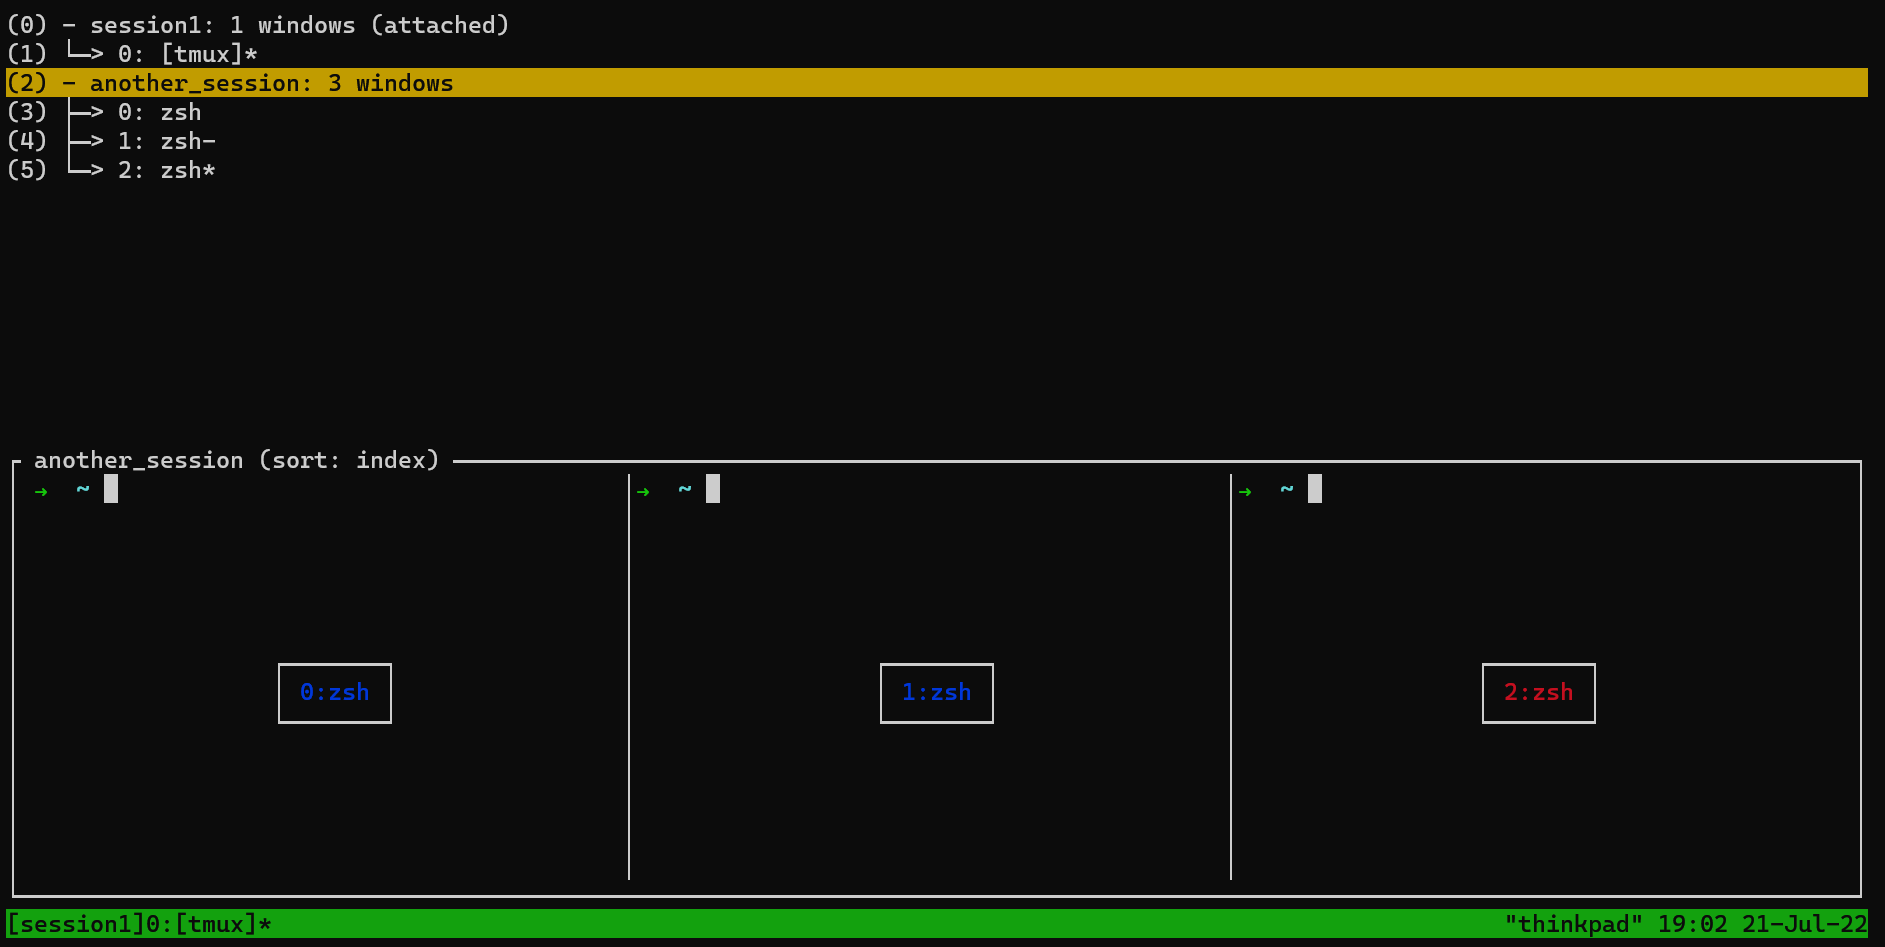 (0) - session1: 1 windows (attached)
(1) └─> 0: [tmux]*
(2) - another_session: 3 windows
(3) ├─> 0: zsh
(4) ├─> 1: zsh-
(5) └─> 2: zsh*
another_session (sort: index)
→ ~ → ~ → ~
0:zsh 1:zsh 2:zsh
[session1]0:[tmux]* "thinkpad" 19:02 21-Jul-22